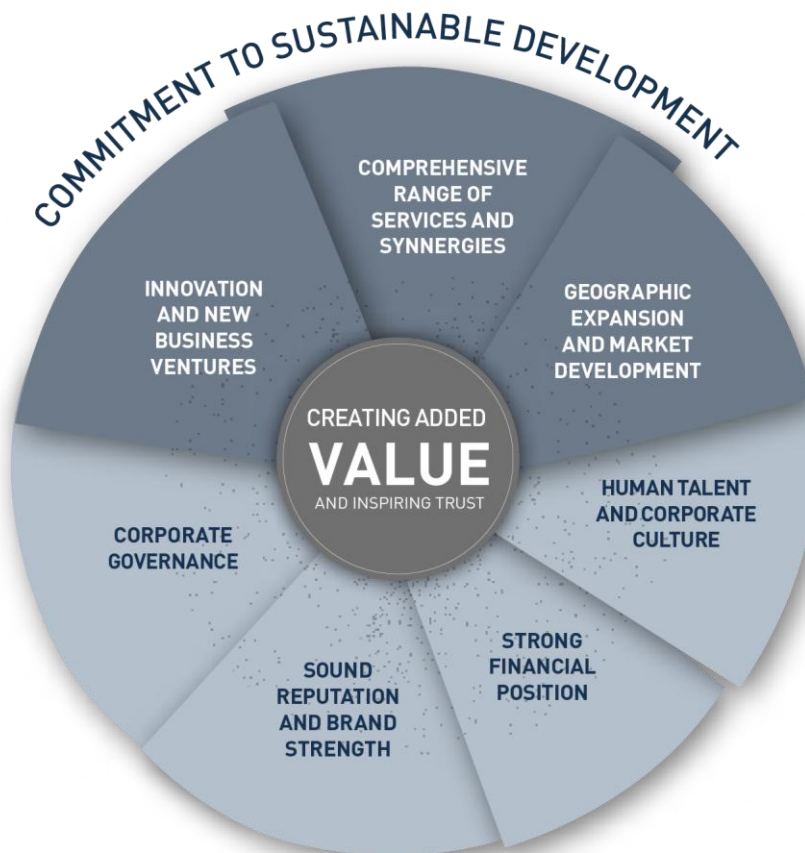 COMMITMENT TO SUSTAINABLE DEVELOPMENT
COMPREHENSIVE
RANGE OF
SERVICES AND
SYNNERGIES
INNOVATION
AND NEW
BUSINESS
VENTURES
GEOGRAPHIC
EXPANSION
AND MARKET
DEVELOPMENT
CREATING ADDED
VALUE
AND INSPIRING TRUST
HUMAN TALENT
AND CORPORATE
CULTURE
CORPORATE
GOVERNANCE
STRONG
FINANCIAL
POSITION
SOUND
REPUTATION
AND BRAND
STRENGTH